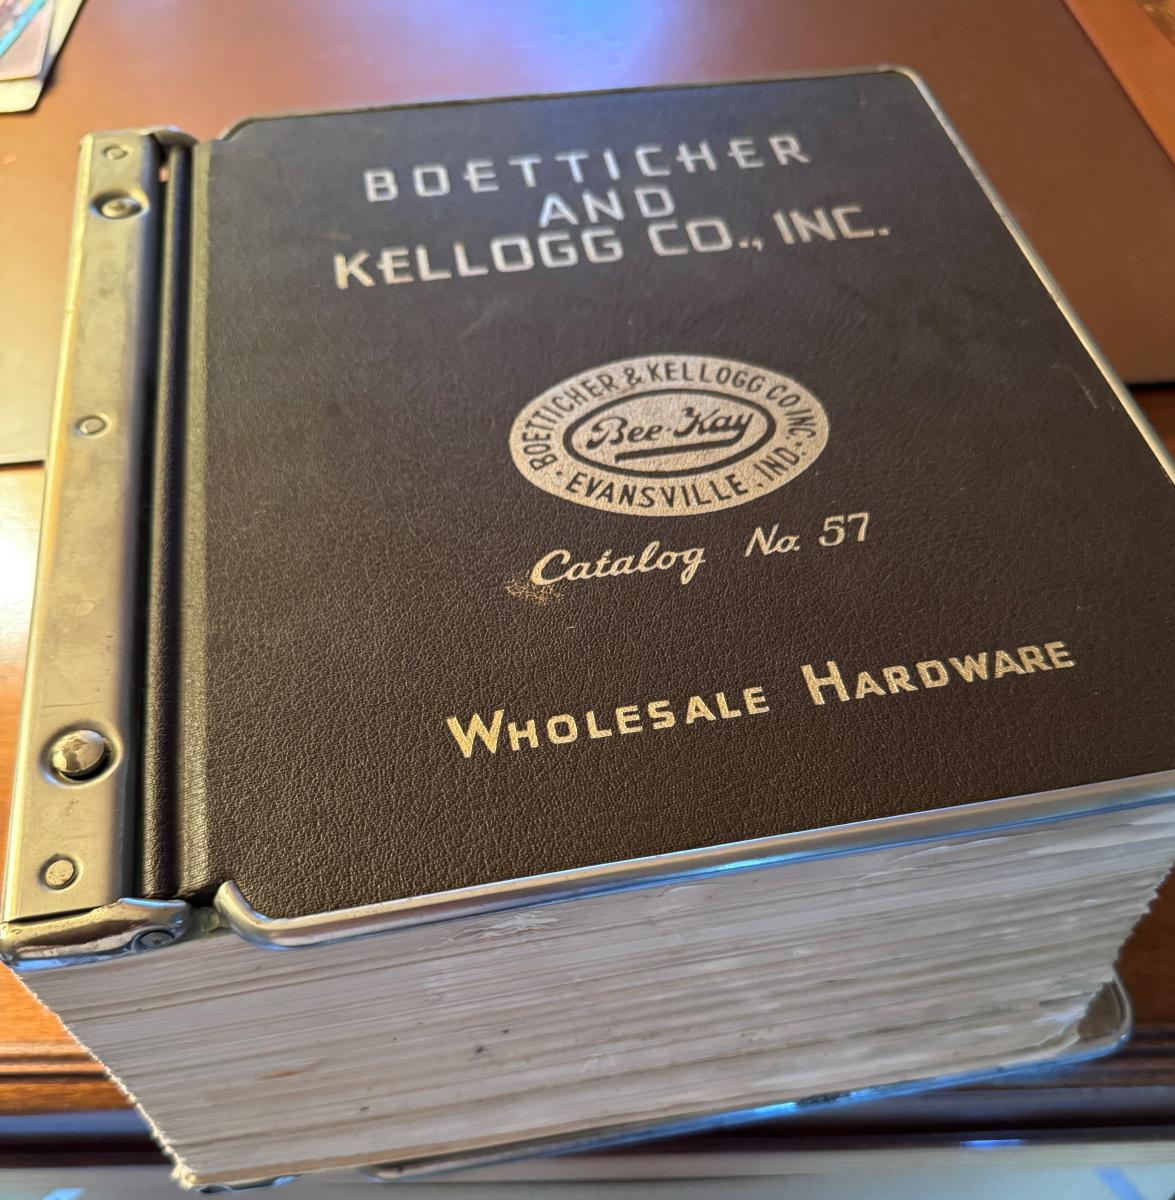 BOETTICHER
AND
KELLOGG CO., INC.
BOETTICHER & KELLOGG CO INC.
Bee-Kay
· EVANSVILLE, IND. ·
Catalog No. 57
WHOLESALE HARDWARE